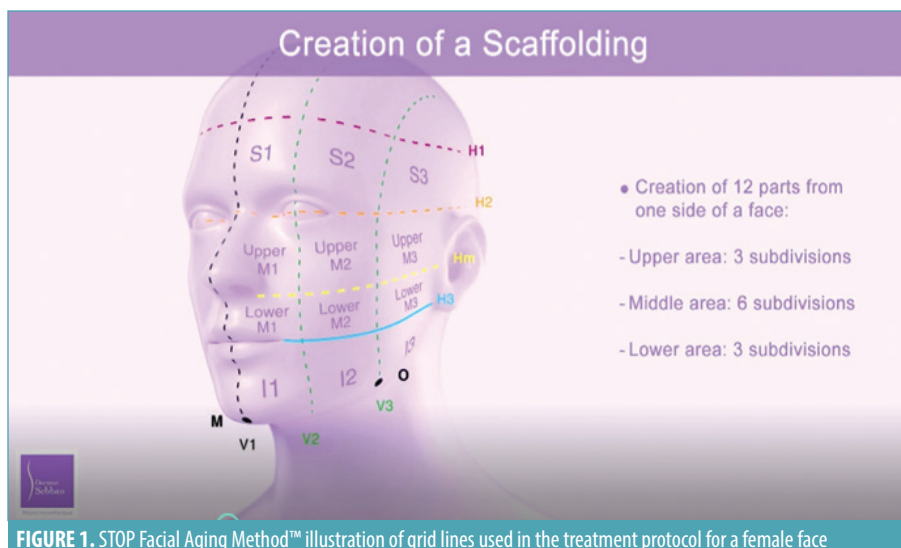 Creation of a Scaffolding
H1
S1
S2
S3
H2
Upper
M1
Upper
M2
Upper
M3
Hm
Lower
M1
Lower
M2
Lower
M3
H3
I1
I2
I3
O
M
V1
V2
V3
• Creation of 12 parts from
one side of a face:
- Upper area: 3 subdivisions
- Middle area: 6 subdivisions
- Lower area: 3 subdivisions
Sebban
FIGURE 1. STOP Facial Aging Method™ illustration of grid lines used in the treatment protocol for a female face